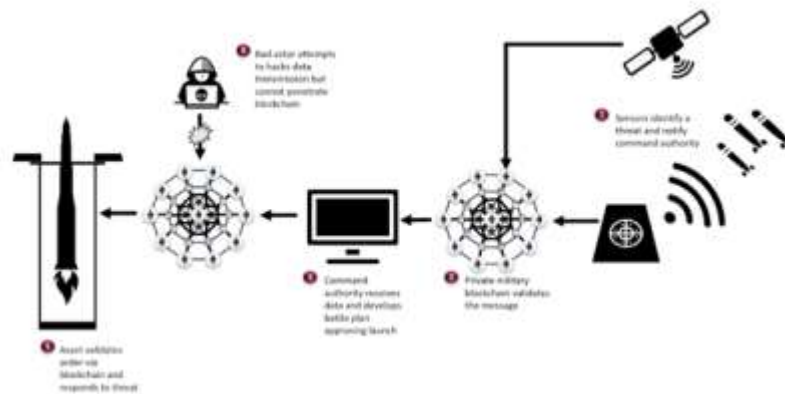 Sensors identify a
threat and notify
command authority
Private military
blockchain validates
the message
Command
authority receives
data and develops
battle plan
approving launch
Bad actor attempts
to hacks data
transmission but
cannot penetrate
blockchain
Asset validates
order via
blockchain and
responds to threat